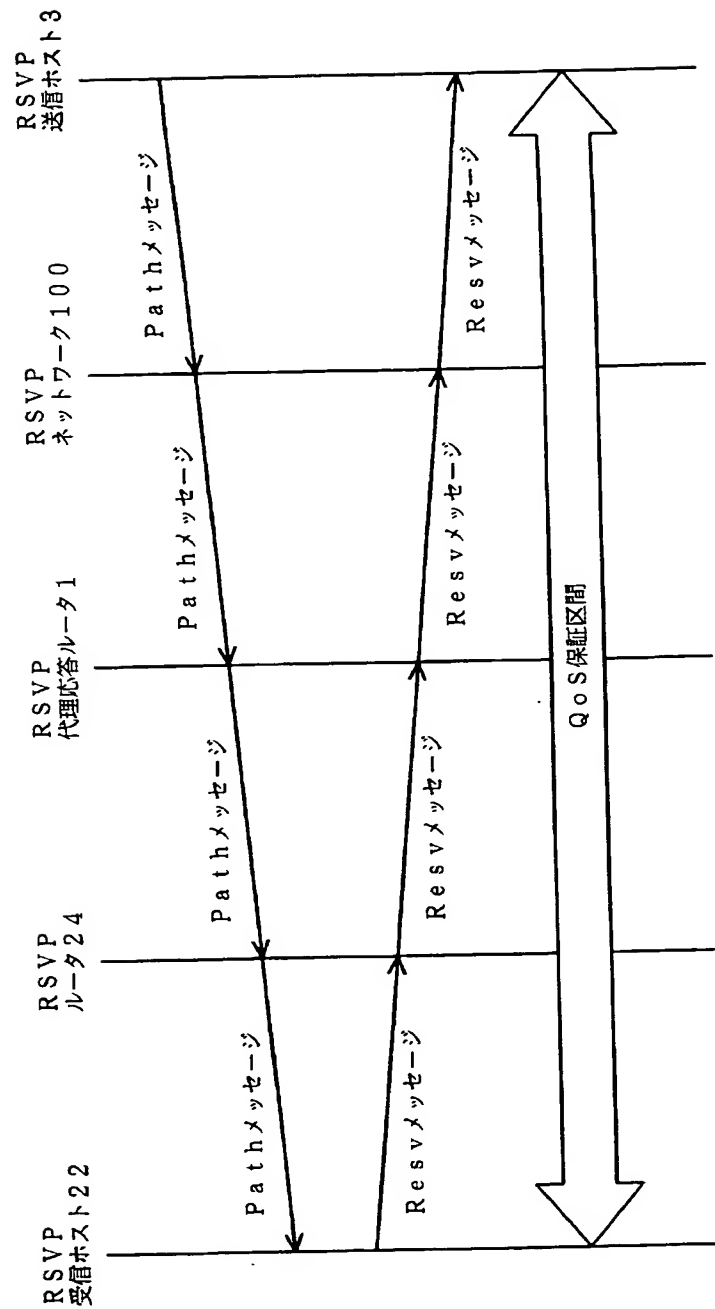 RSVP
受信ホスト22
RSVP
ルータ24
RSVP
代理応答ルータ1
RSVP
ネットワーク100
RSVP
送信ホスト3
Pathメッセージ
Pathメッセージ
Pathメッセージ
Pathメッセージ
Resvメッセージ
Resvメッセージ
Resvメッセージ
Resvメッセージ
QoS保証区間